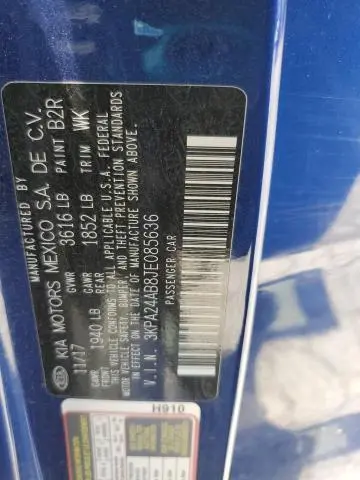 MANUFACTURED BY
KIA KIA MOTORS MEXICO S.A. DE C.V.
11/17 GVWR 3616 LB PAINT B2R
GAWR FRONT 1940 LB GAWR REAR 1852 LB TRIM WK
THIS VEHICLE CONFORMS TO ALL APPLICABLE U.S.A. FEDERAL
MOTOR VEHICLE SAFETY, BUMPER, AND THEFT PREVENTION STANDARDS
IN EFFECT ON THE DATE OF MANUFACTURE SHOWN ABOVE.
V.I.N. 3KPA24AB8JE085636
PASSENGER CAR
H910